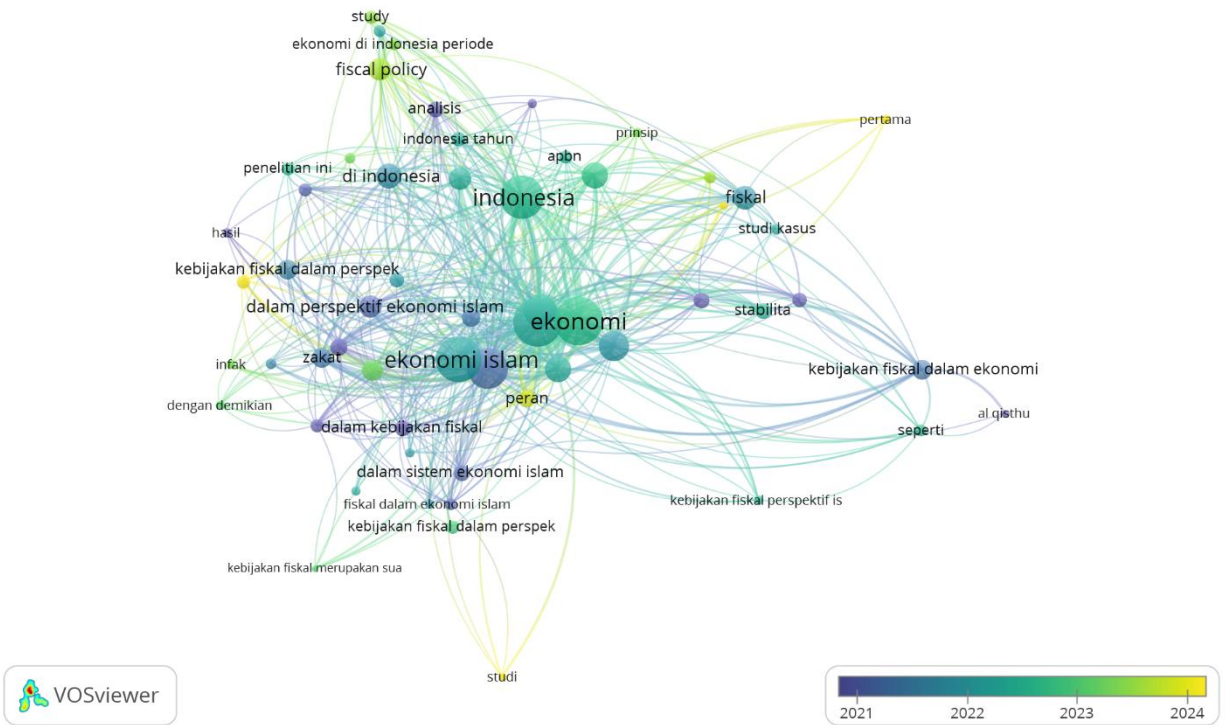 study
ekonomi di indonesia periode
fiscal policy
analisis
pertama
prinsip
indonesia tahun
apbn
penelitian ini
di indonesia
indonesia
fiskal
studi kasus
hasil
kebijakan fiskal dalam perspek
dalam perspektif ekonomi islam
stabilita
ekonomi
zakat
ekonomi islam
infak
kebijakan fiskal dalam ekonomi
peran
dengan demikian
al qisthu
dalam kebijakan fiskal
seperti
dalam sistem ekonomi islam
fiskal dalam ekonomi islam
kebijakan fiskal perspektif is
kebijakan fiskal dalam perspek
kebijakan fiskal merupakan sua
studi
VOSviewer
2021 2022 2023 2024